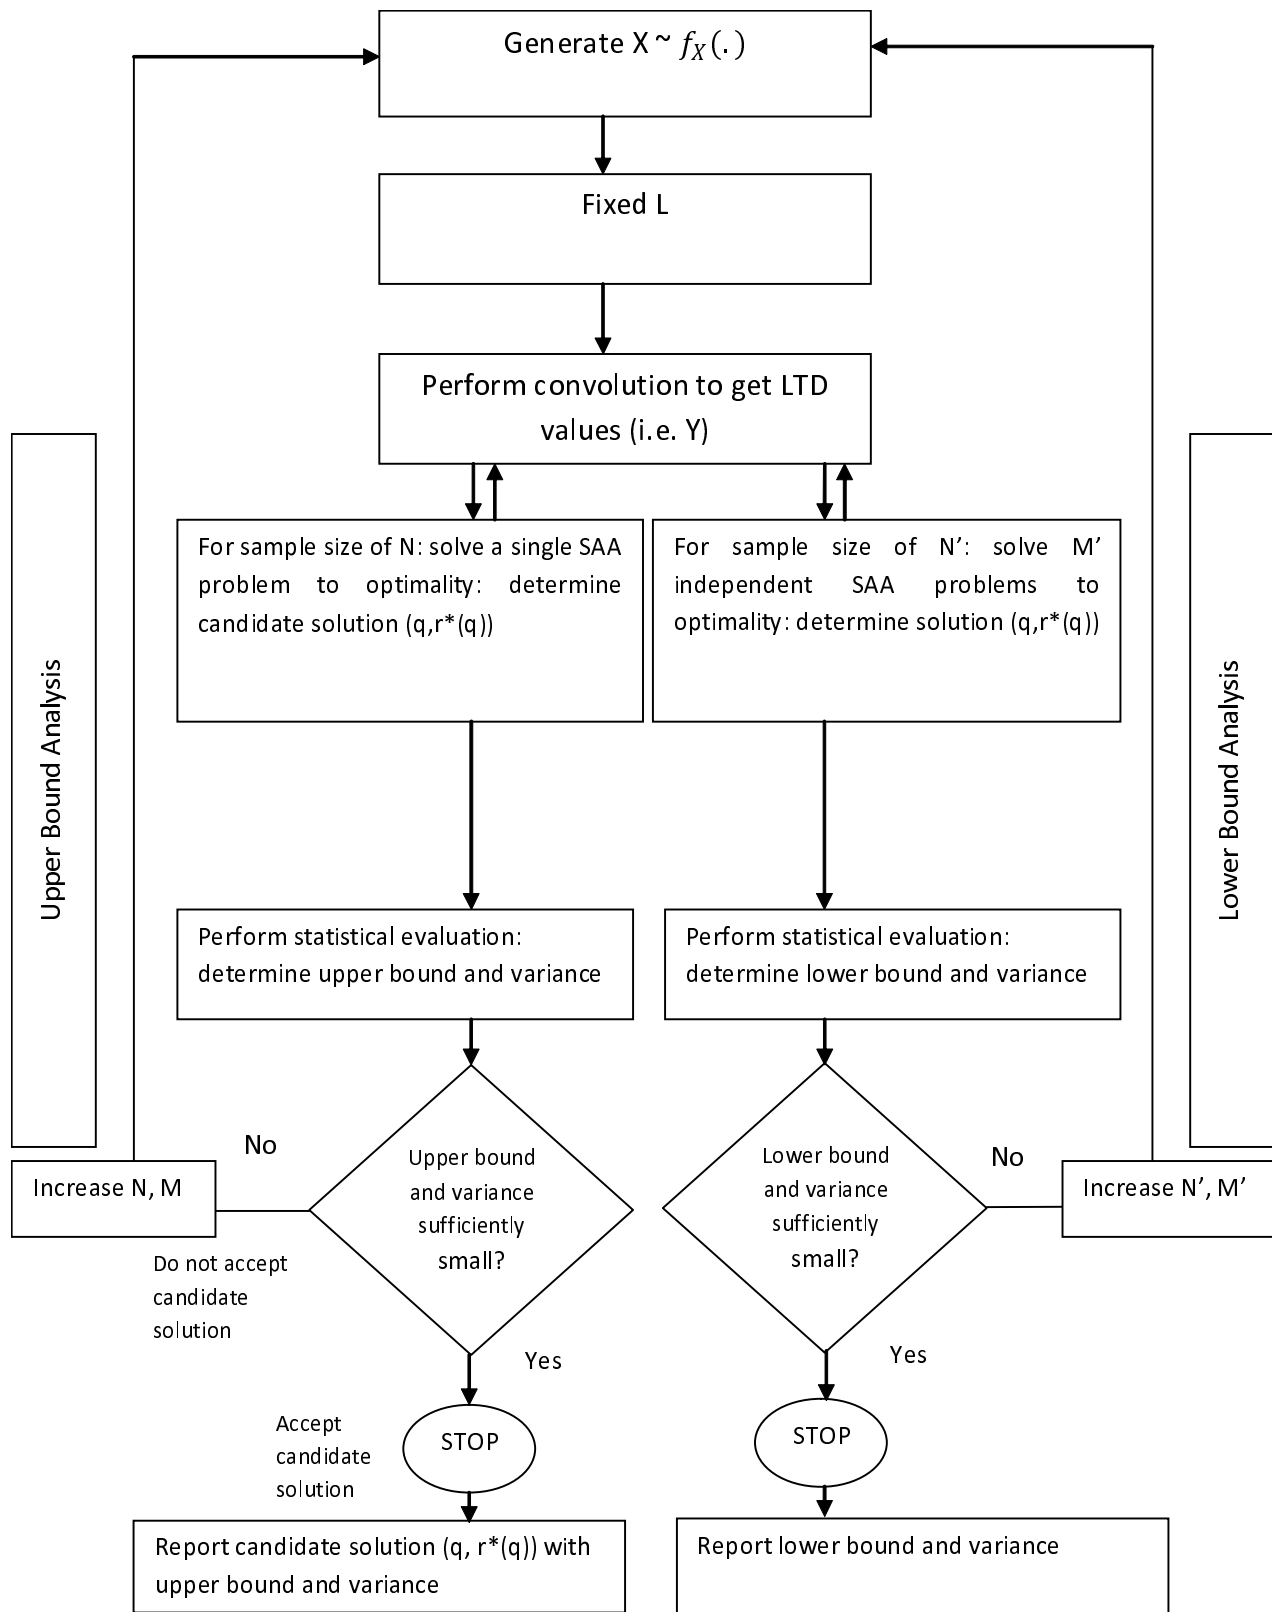 Generate X ~ f_X(.)
Fixed L
Perform convolution to get LTD
values (i.e. Y)
Upper Bound Analysis
For sample size of N: solve a single SAA
problem to optimality: determine
candidate solution (q,r*(q))
For sample size of N’: solve M’
independent SAA problems to
optimality: determine solution (q,r*(q))
Lower Bound Analysis
Perform statistical evaluation:
determine upper bound and variance
Perform statistical evaluation:
determine lower bound and variance
No
Upper bound
and variance
sufficiently
small?
Lower bound
and variance
sufficiently
small?
No
Increase N, M
Increase N’, M’
Do not accept
candidate
solution
Yes
Yes
Accept
candidate
solution
STOP
STOP
Report candidate solution (q, r*(q)) with
upper bound and variance
Report lower bound and variance